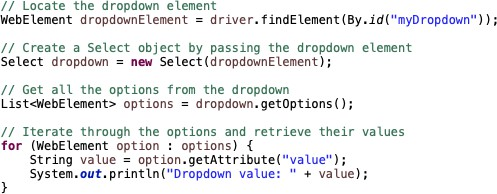 // Locate the dropdown element
WebElement dropdownElement = driver.findElement(By.id("myDropdown"));

// Create a Select object by passing the dropdown element
Select dropdown = new Select(dropdownElement);

// Get all the options from the dropdown
List<WebElement> options = dropdown.getOptions();

// Iterate through the options and retrieve their values
for (WebElement option : options) {
    String value = option.getAttribute("value");
    System.out.println("Dropdown value: " + value);
}